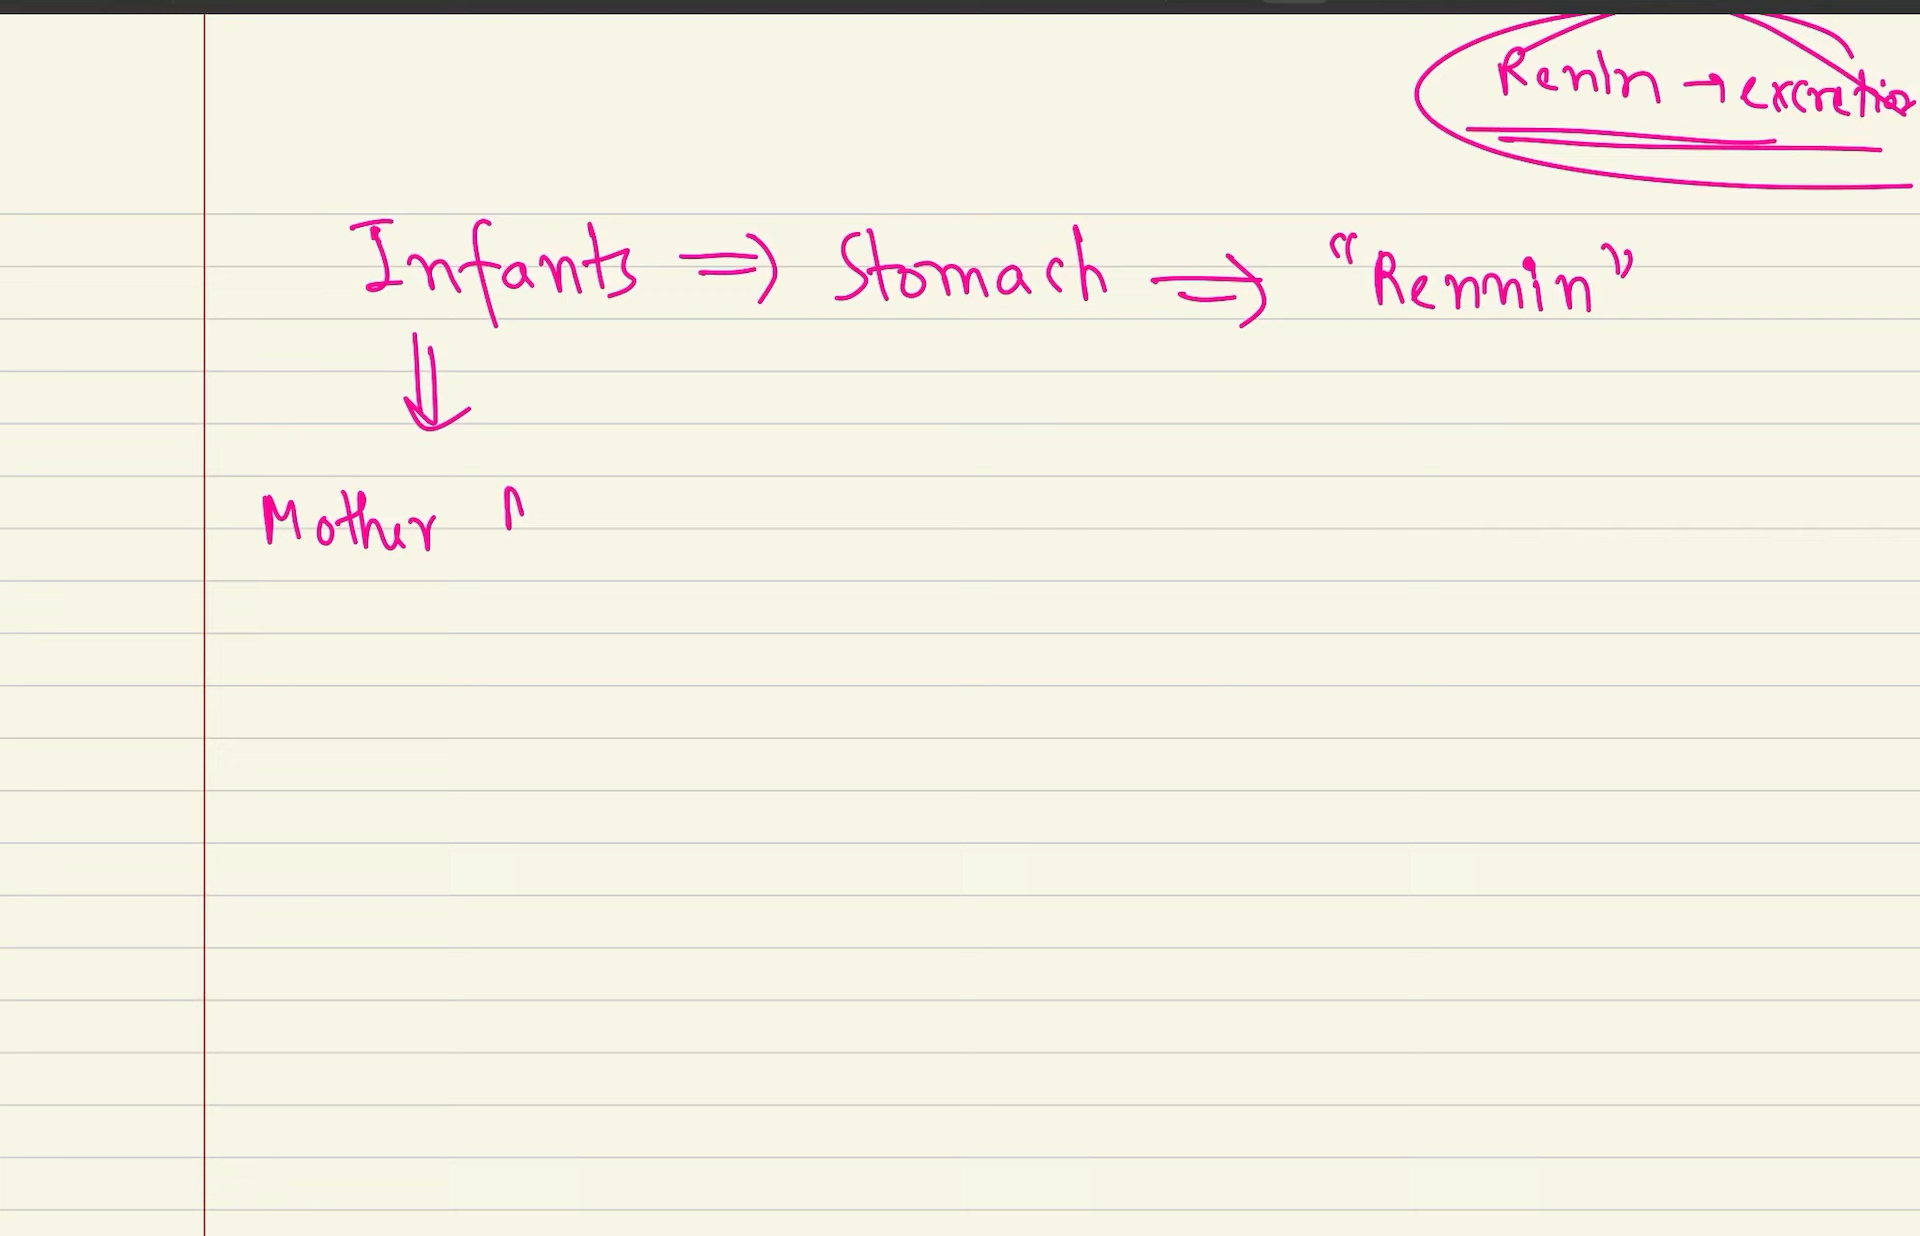 Renin → excretion
Infants ⇒ Stomach ⇒ "Rennin"
⇓
Mother